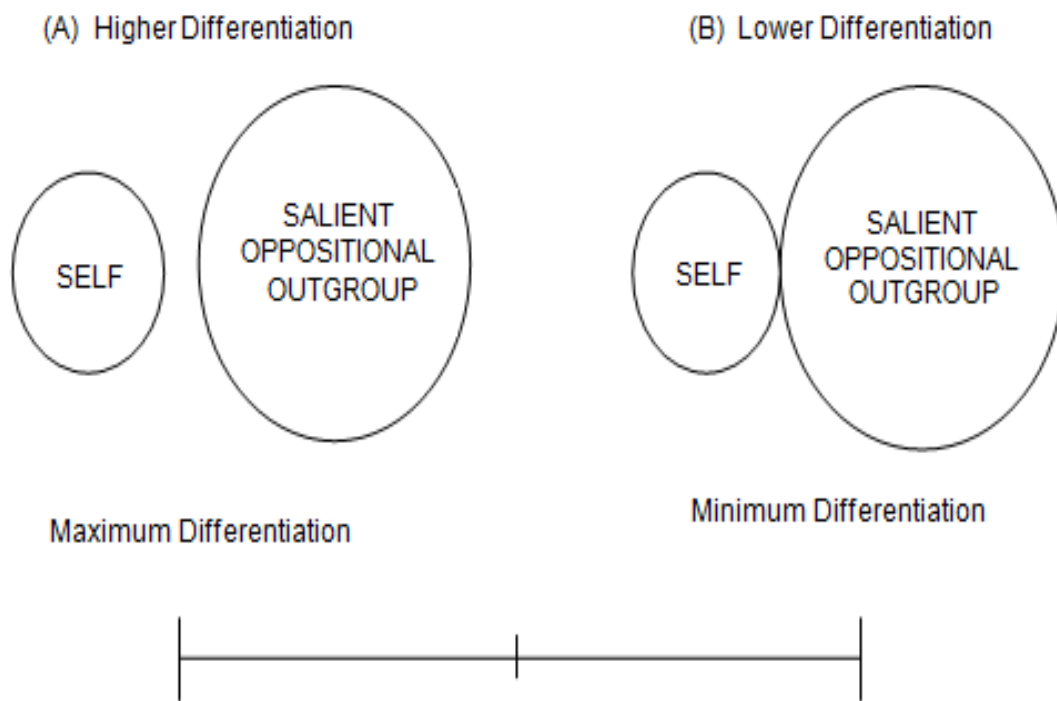 (A) Higher Differentiation
SELF
SALIENT
OPPOSITIONAL
OUTGROUP
Maximum Differentiation
(B) Lower Differentiation
SELF
SALIENT
OPPOSITIONAL
OUTGROUP
Minimum Differentiation